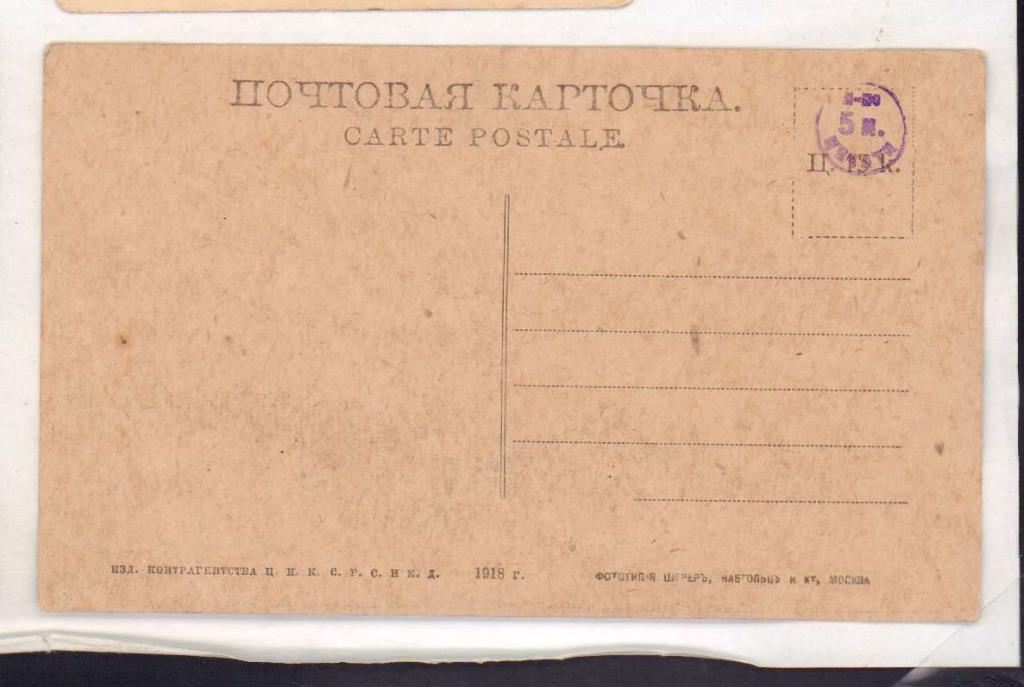 ПОЧТОВАЯ КАРТОЧКА.
CARTE POSTALE.
5 к.
Ц. 15 к.
ИЗД. КОНТРАГЕНТСТВА Ц. И. К. С. Р. С. И К. Д. 1918 г.
ФОТОТИПІЯ ШЕРЕРЪ, НАБГОЛЬЦЪ И Кº, МОСКВА